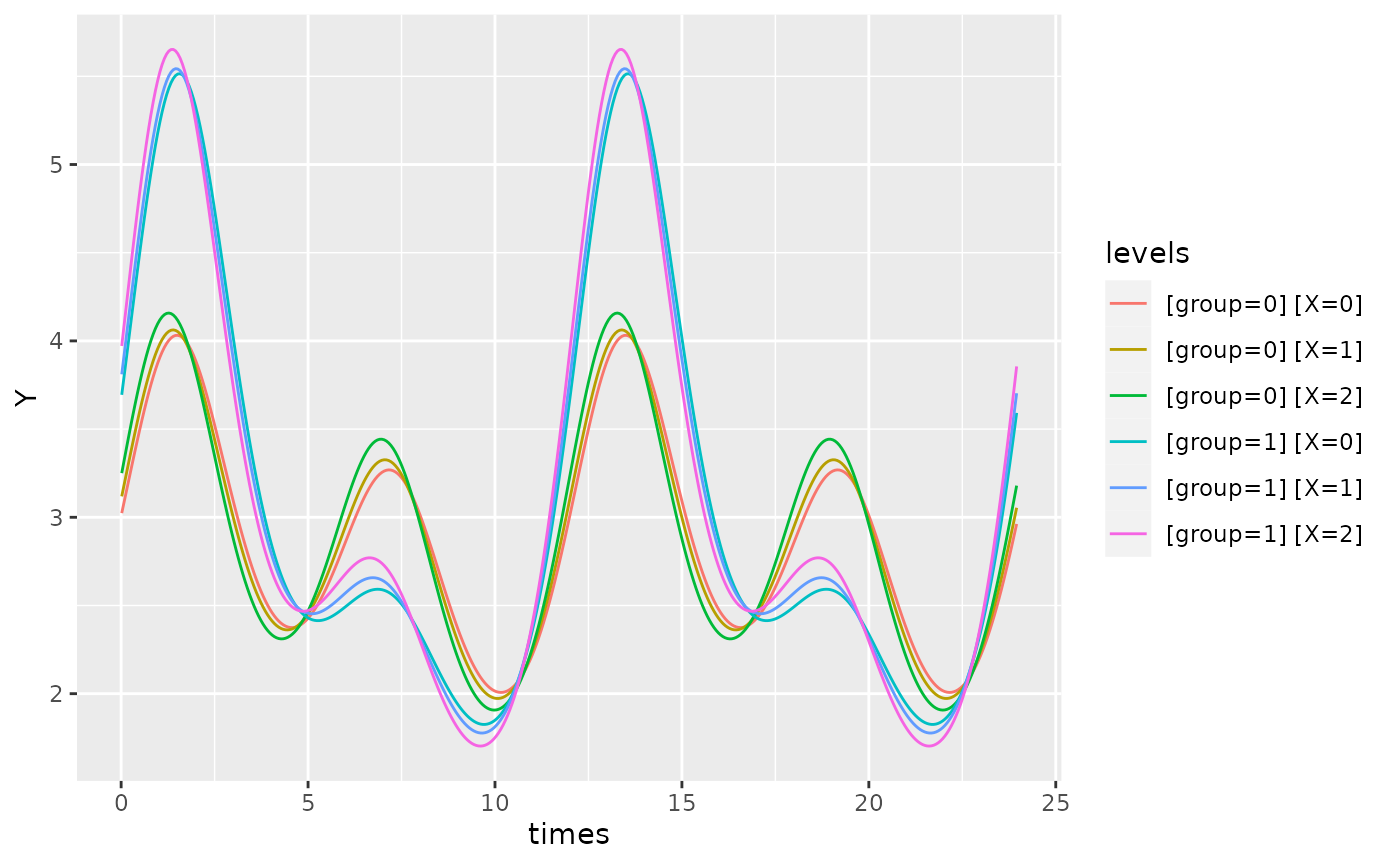 5
4
3
2
Y
0 5 10 15 20 25
times
levels
[group=0] [X=0]
[group=0] [X=1]
[group=0] [X=2]
[group=1] [X=0]
[group=1] [X=1]
[group=1] [X=2]